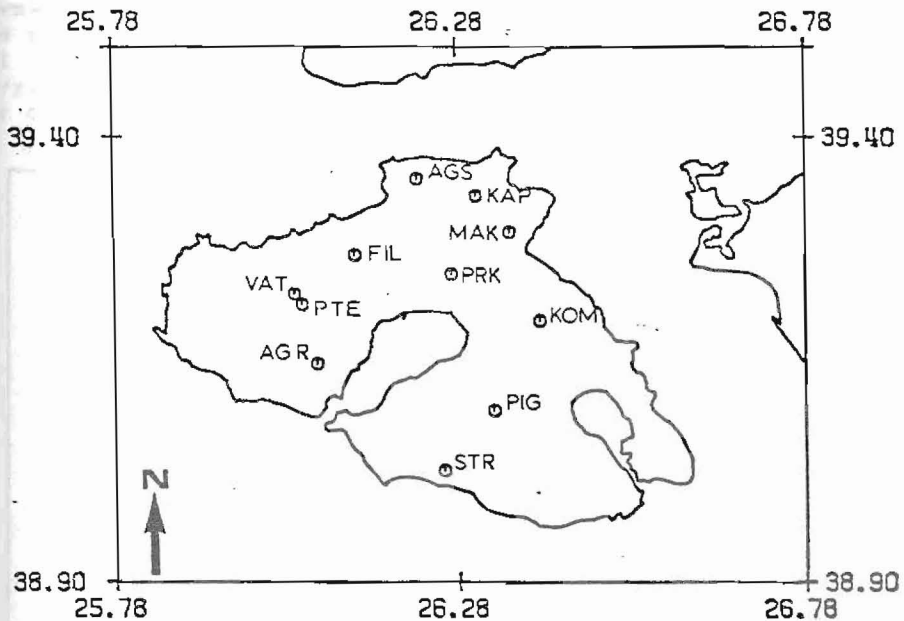 25.78 26.28 26.78
39.40 39.40
AGS
KAP
MAK
FIL
PRK
VAT
PTE
KOM
AGR
PIG
STR
N
38.90 38.90
25.78 26.28 26.78